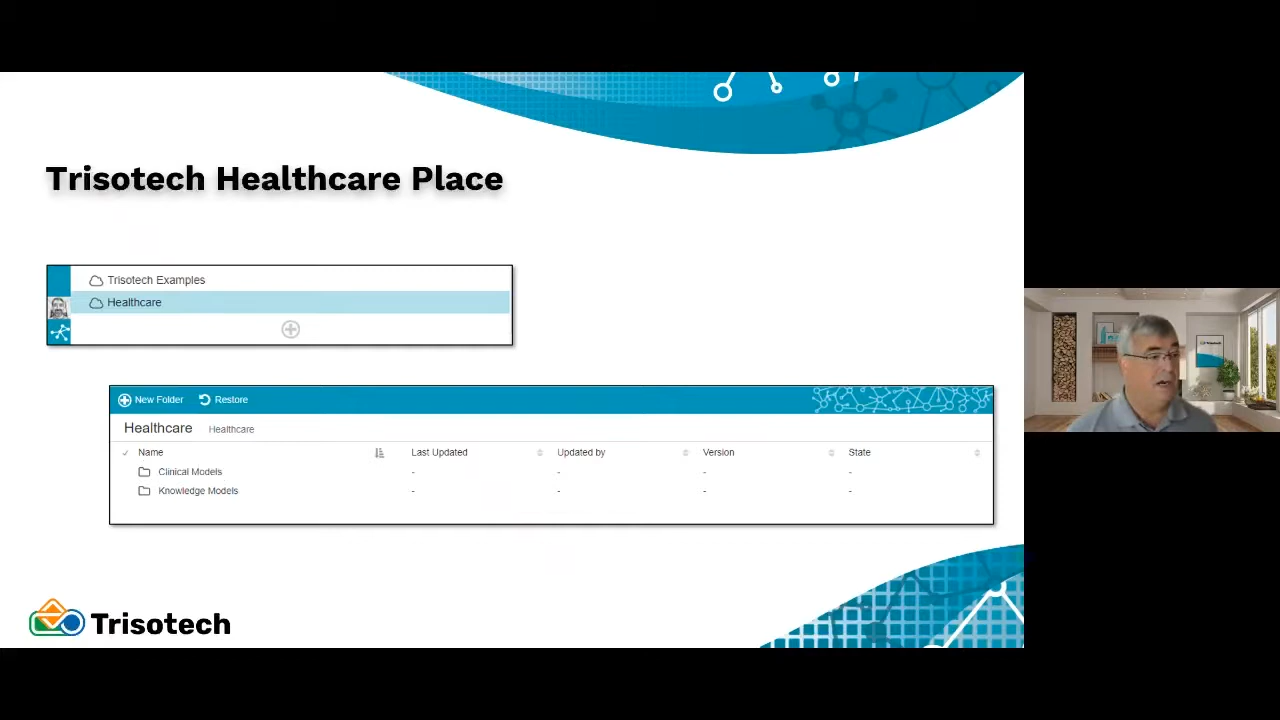 Trisotech Healthcare Place
Trisotech Examples
Healthcare
New Folder Restore
Healthcare Healthcare
Name Last Updated Updated by Version State
Clinical Models - - - -
Knowledge Models - - - -
Trisotech
Trisotech